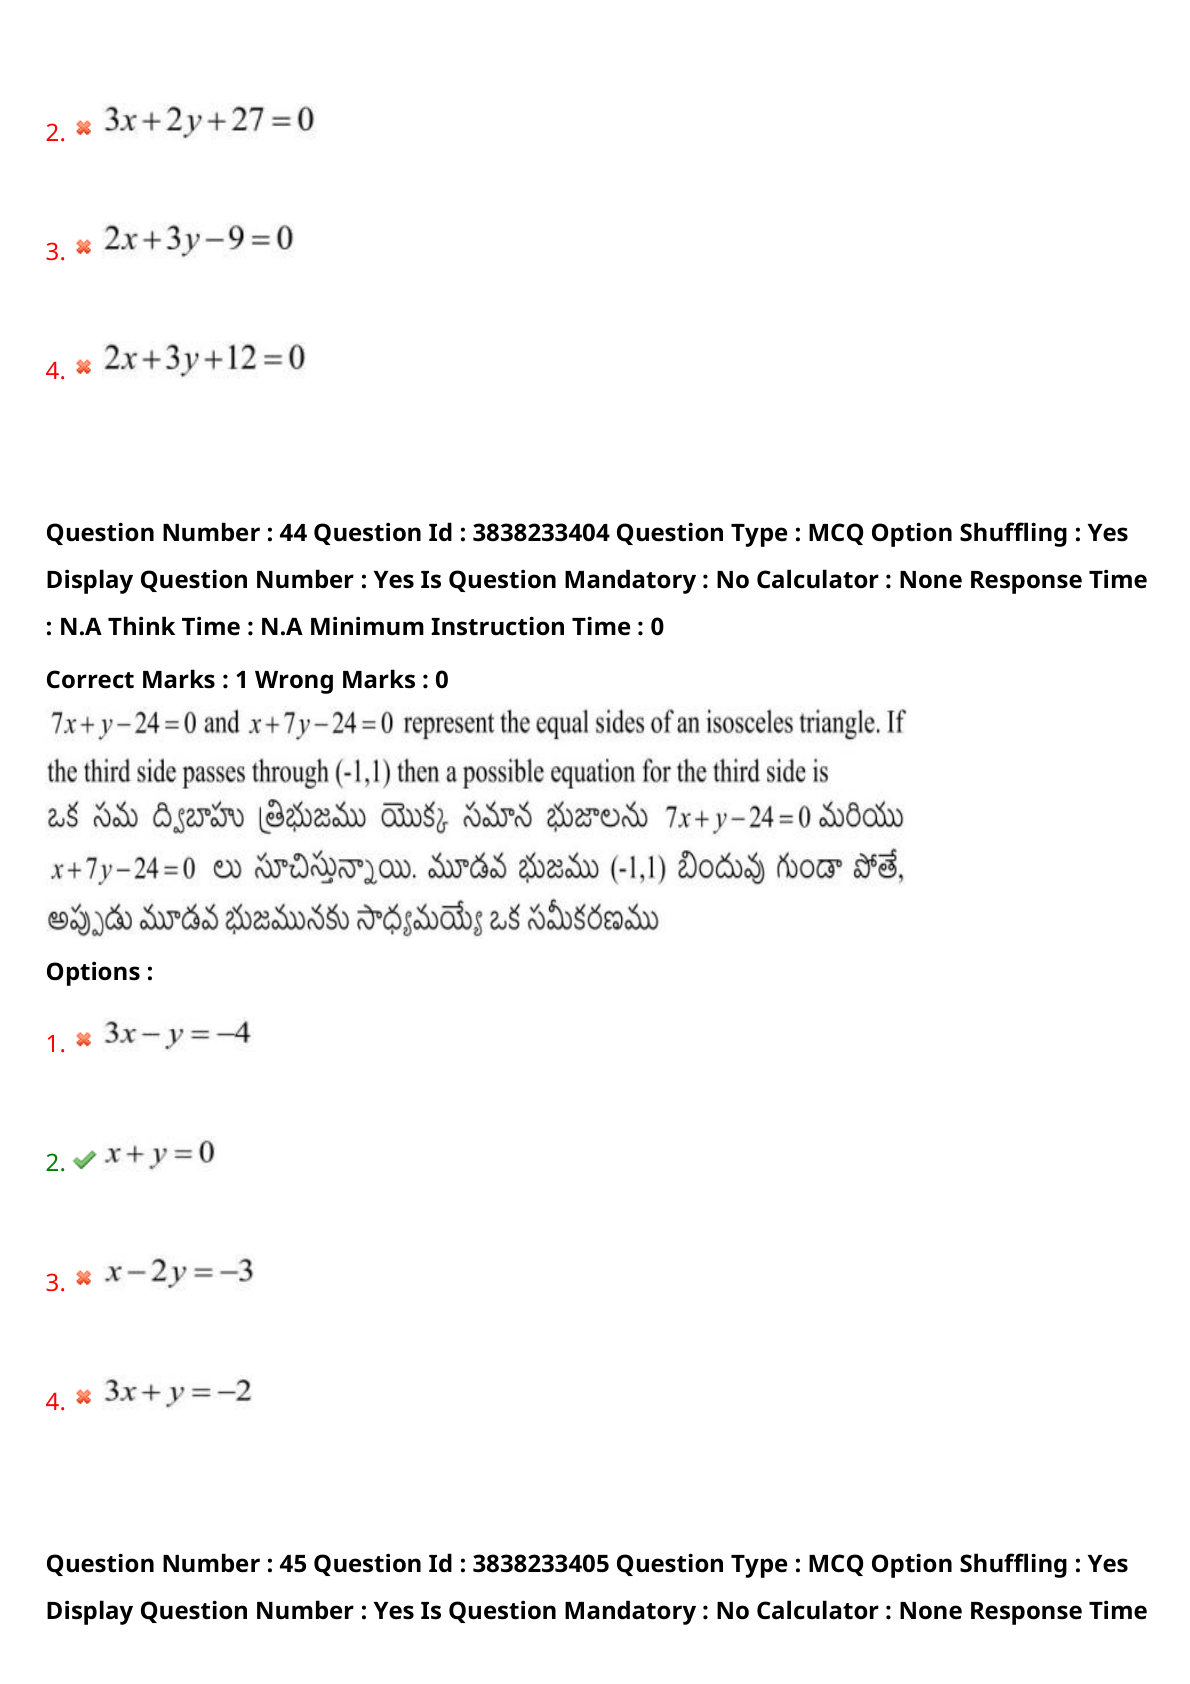 2. 3x+2y+27=0
3. 2x+3y−9=0
4. 2x+3y+12=0
Question Number : 44 Question Id : 3838233404 Question Type : MCQ Option Shuffling : Yes
Display Question Number : Yes Is Question Mandatory : No Calculator : None Response Time
: N.A Think Time : N.A Minimum Instruction Time : 0
Correct Marks : 1 Wrong Marks : 0
7x+y−24=0 and x+7y−24=0 represent the equal sides of an isosceles triangle. If
the third side passes through (-1,1) then a possible equation for the third side is
ఒక సమ ద్విబాహు త్రిభుజము యొక్క సమాన భుజాలను 7x+y−24=0 మరియు
x+7y−24=0 లు సూచిస్తున్నాయి. మూడవ భుజము (-1,1) బిందువు గుండా పోతే,
అప్పుడు మూడవ భుజమునకు సాధ్యమయ్యే ఒక సమీకరణము
Options :
1. 3x−y=−4
2. x+y=0
3. x−2y=−3
4. 3x+y=−2
Question Number : 45 Question Id : 3838233405 Question Type : MCQ Option Shuffling : Yes
Display Question Number : Yes Is Question Mandatory : No Calculator : None Response Time